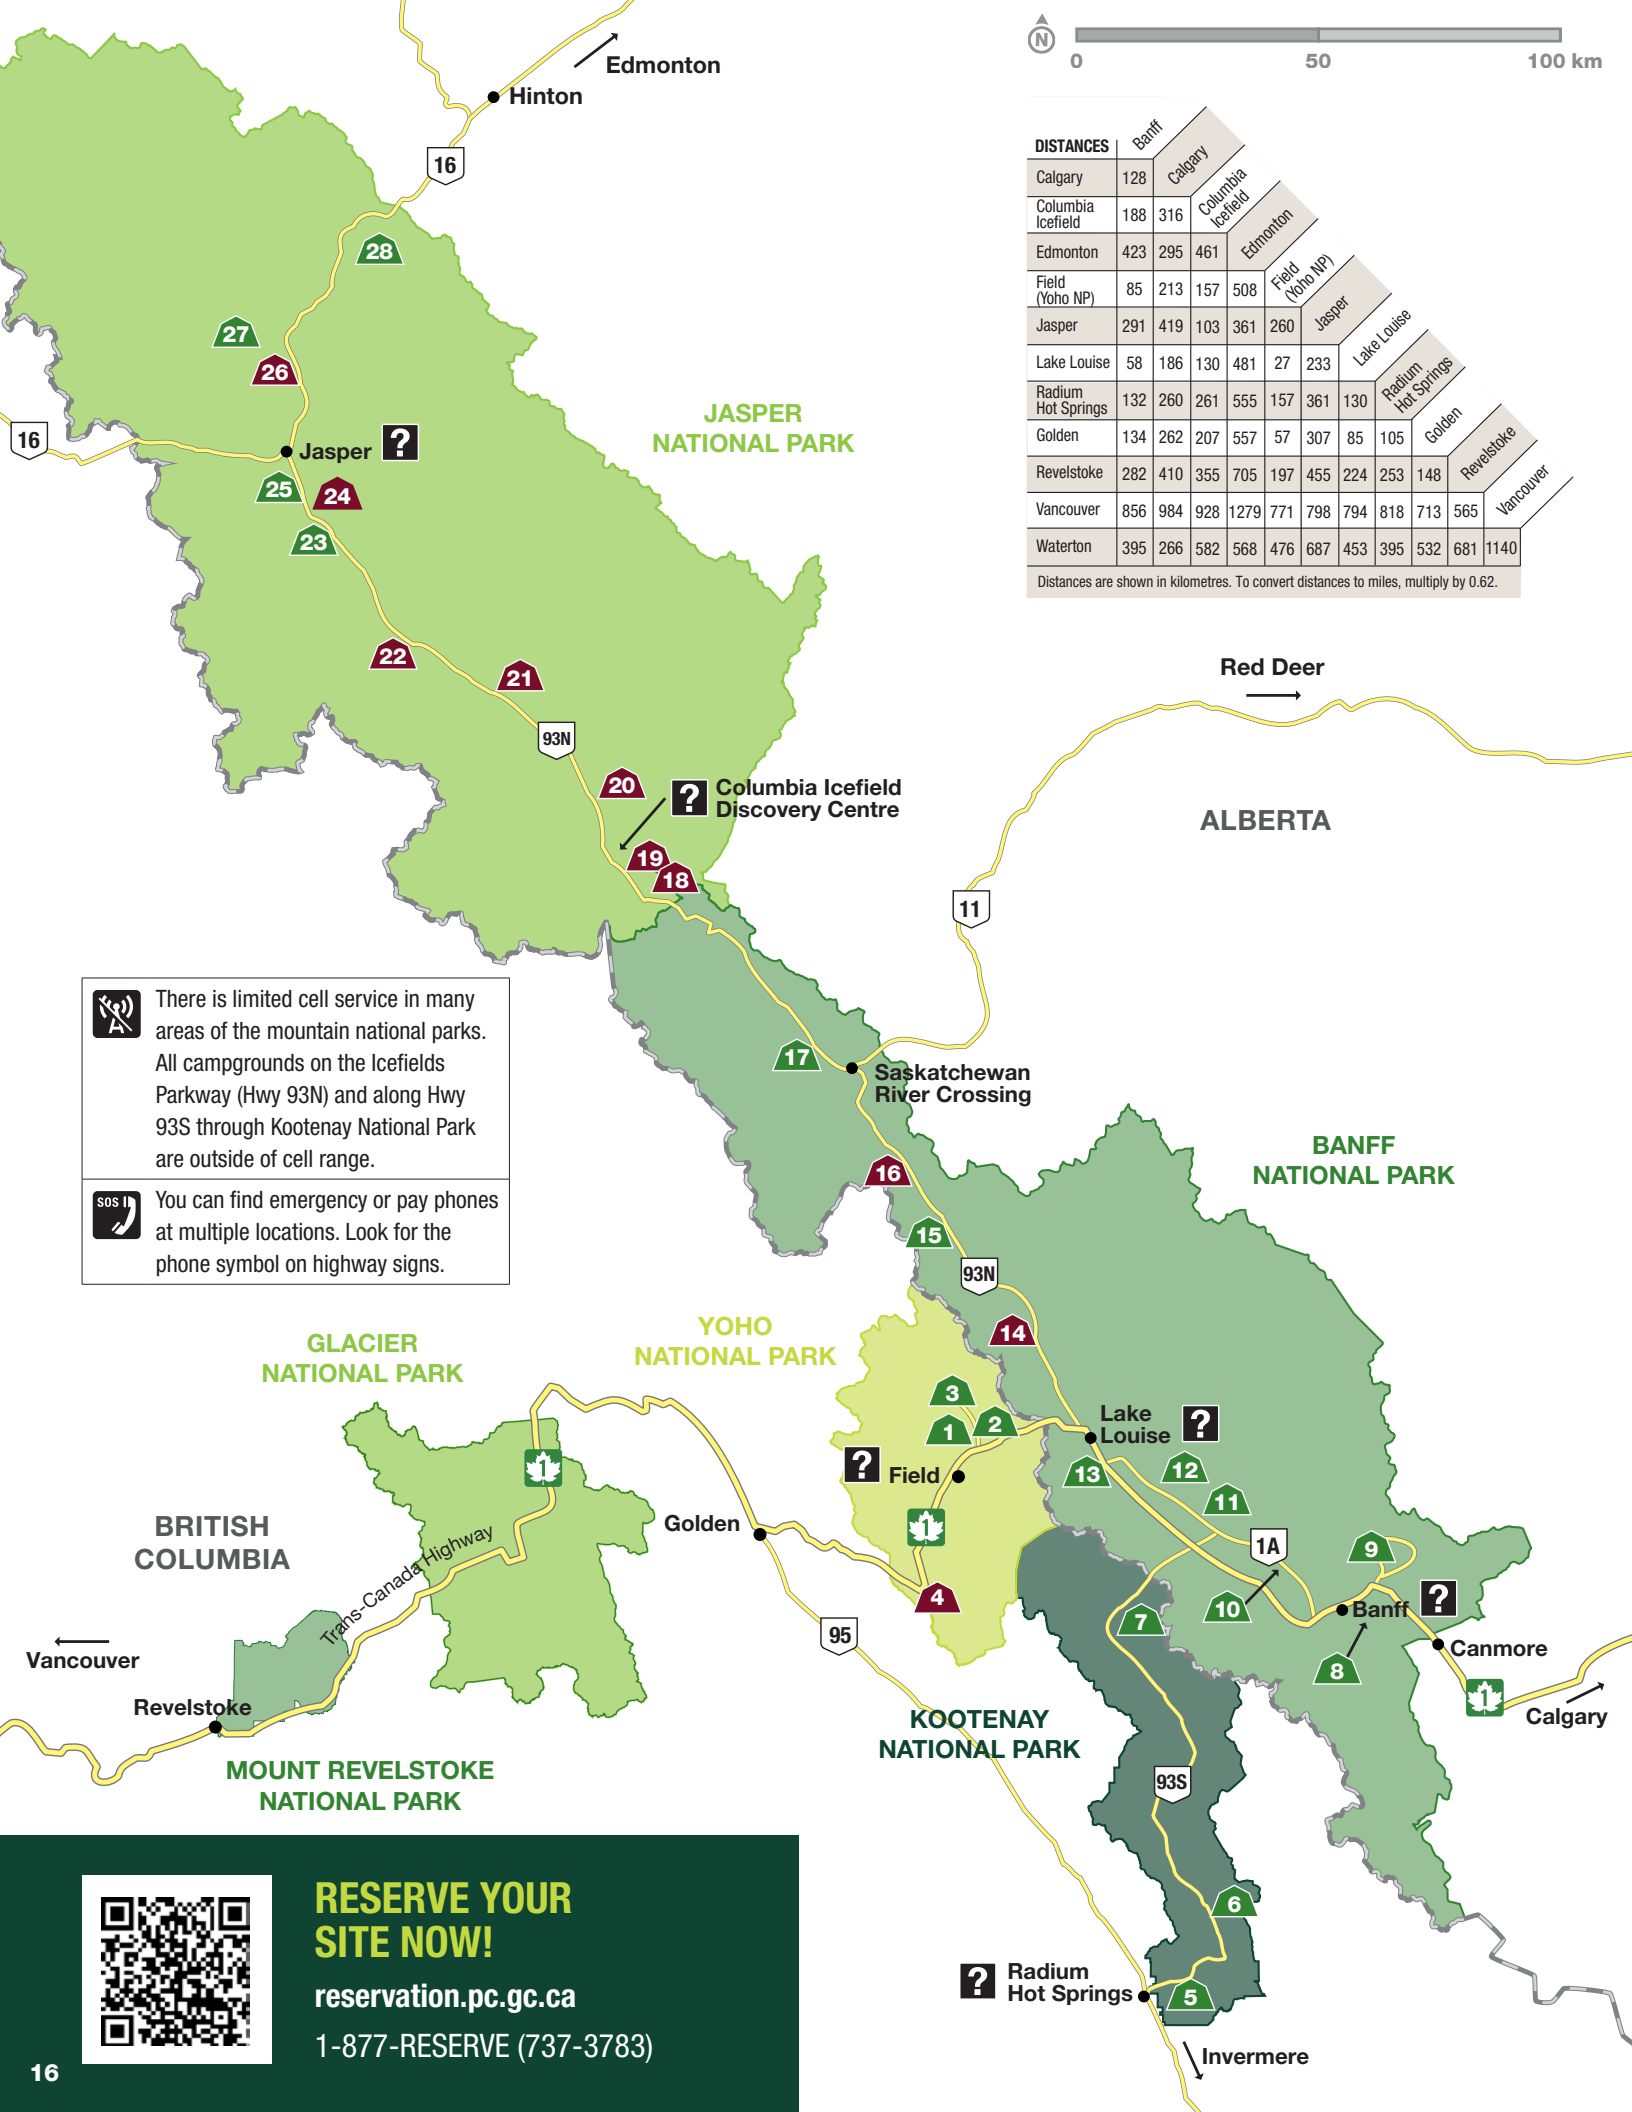 Edmonton
Hinton
16
N
0 50 100 km
DISTANCES Banff Calgary Columbia Icefield Edmonton Field (Yoho NP) Jasper Lake Louise Radium Hot Springs Golden Revelstoke Vancouver
Calgary 128
Columbia Icefield 188 316
Edmonton 423 295 461
Field (Yoho NP) 85 213 157 508
Jasper 291 419 103 361 260
Lake Louise 58 186 130 481 27 233
Radium Hot Springs 132 260 261 555 157 361 130
Golden 134 262 207 557 57 307 85 105
Revelstoke 282 410 355 705 197 455 224 253 148
Vancouver 856 984 928 1279 771 798 794 818 713 565
Waterton 395 266 582 568 476 687 453 395 532 681 1140
Distances are shown in kilometres. To convert distances to miles, multiply by 0.62.
28
27
26
JASPER
NATIONAL PARK
16
Jasper ?
25
24
23
22
21
93N
20
? Columbia Icefield
Discovery Centre
19
18
Red Deer
ALBERTA
11
There is limited cell service in many
areas of the mountain national parks.
All campgrounds on the Icefields
Parkway (Hwy 93N) and along Hwy
93S through Kootenay National Park
are outside of cell range.
SOS
You can find emergency or pay phones
at multiple locations. Look for the
phone symbol on highway signs.
17
Saskatchewan
River Crossing
BANFF
NATIONAL PARK
16
15
93N
14
GLACIER
NATIONAL PARK
YOHO
NATIONAL PARK
3
1
2
Lake
Louise ?
? Field
13
12
11
1
1
BRITISH
COLUMBIA
Trans-Canada Highway
Golden
1A
9
4
10
Banff ?
7
95
8
Canmore
1
Calgary
Vancouver
Revelstoke
KOOTENAY
NATIONAL PARK
MOUNT REVELSTOKE
NATIONAL PARK
93S
6
? Radium
Hot Springs
5
Invermere
RESERVE YOUR
SITE NOW!
reservation.pc.gc.ca
1-877-RESERVE (737-3783)
16